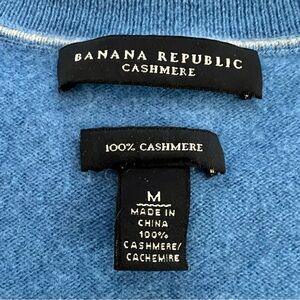 BANANA REPUBLIC
CASHMERE
100% CASHMERE
M
MADE IN
CHINA
100%
CASHMERE/
CACHEMIRE